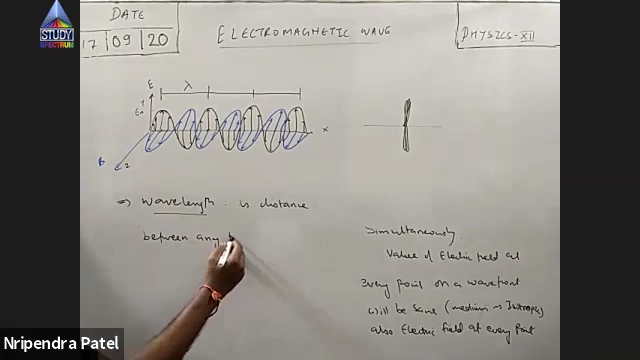 STUDY
SPECTRUM
DATE
17 09 20
ELECTROMAGNETIC WAVE
PHYSICS-XII
E
λ
x
z
⇒ Wavelength : is distance
between any
Simultaneously
Value of Electric field at
Every point on a wavefront
will be same (medium is Isotropic)
also Electric field at every point
Nripendra Patel